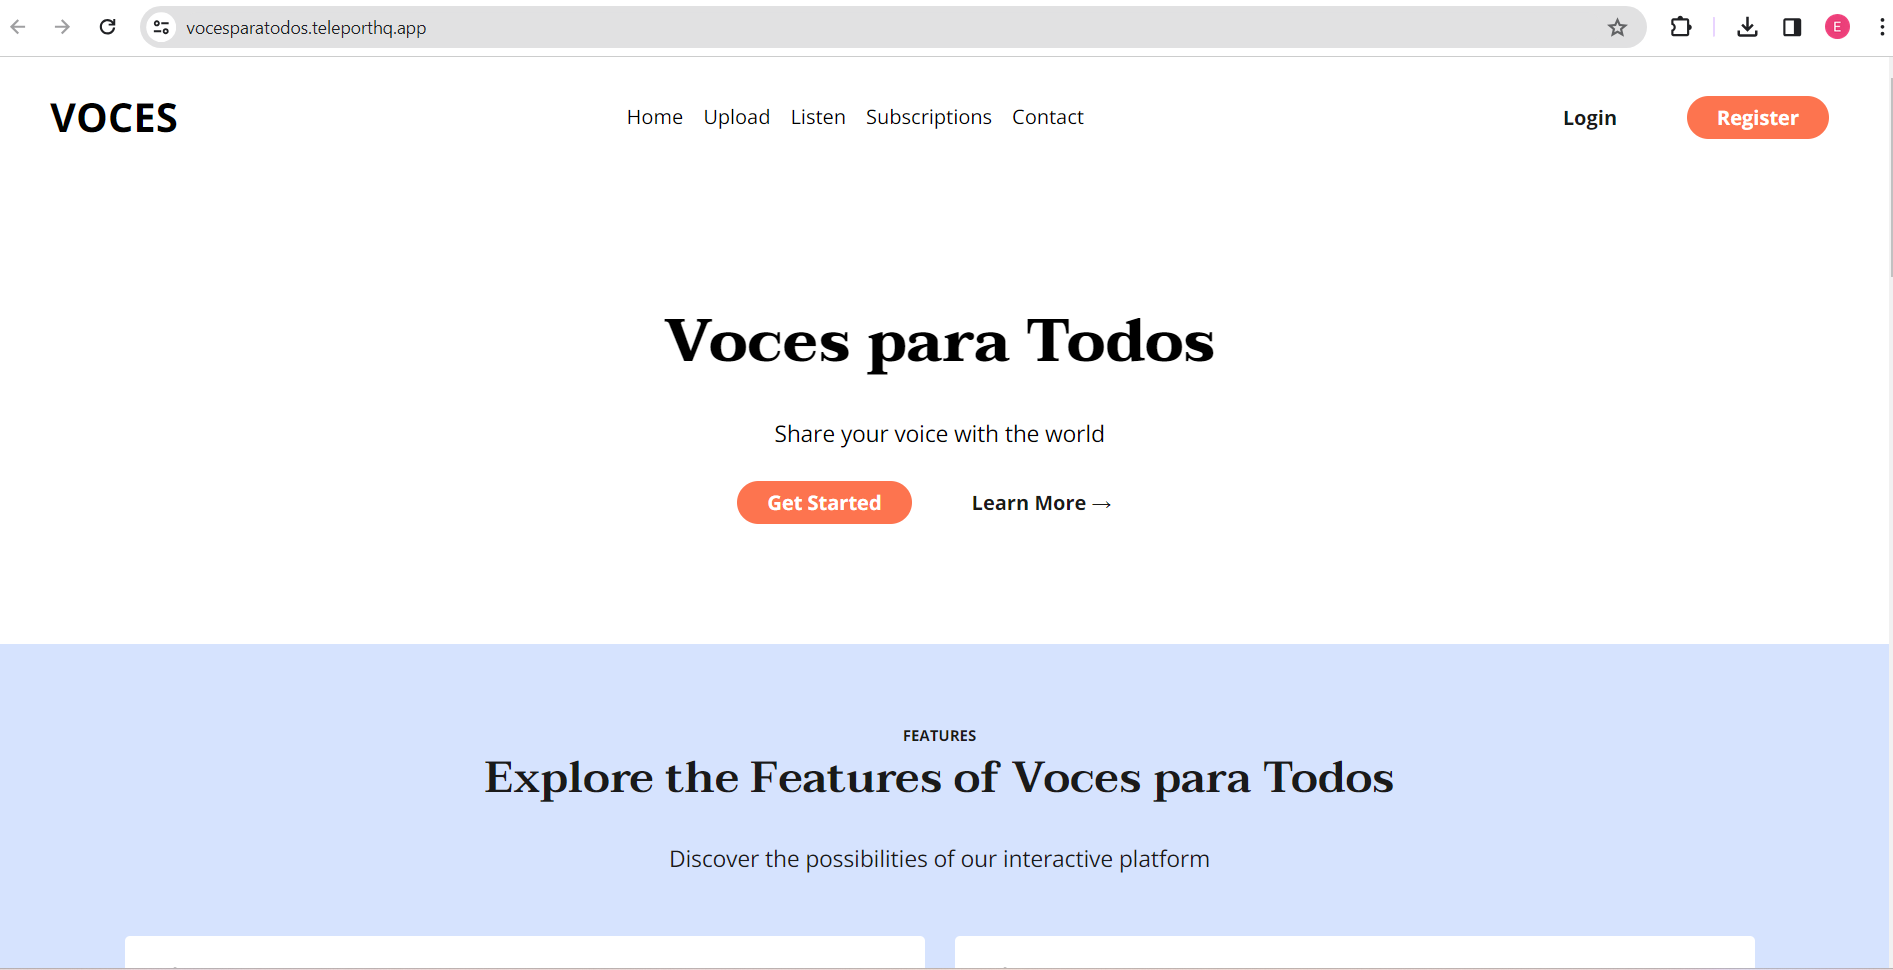 vocesparatodos.teleporthq.app
E
VOCES
Home Upload Listen Subscriptions Contact
Login
Register
Voces para Todos
Share your voice with the world
Get Started
Learn More →
FEATURES
Explore the Features of Voces para Todos
Discover the possibilities of our interactive platform